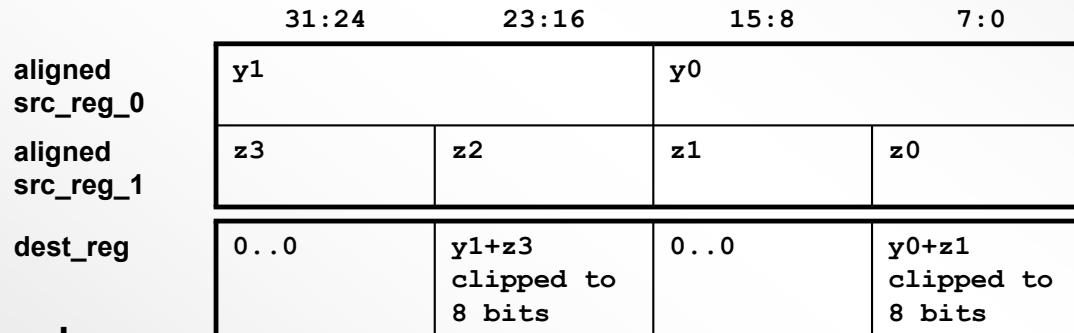 31:24 23:16 15:8 7:0
aligned y1 y0
src_reg_0
aligned z3 z2 z1 z0
src_reg_1
dest_reg 0..0 y1+z3 0..0 y0+z1
clipped to clipped to
8 bits 8 bits